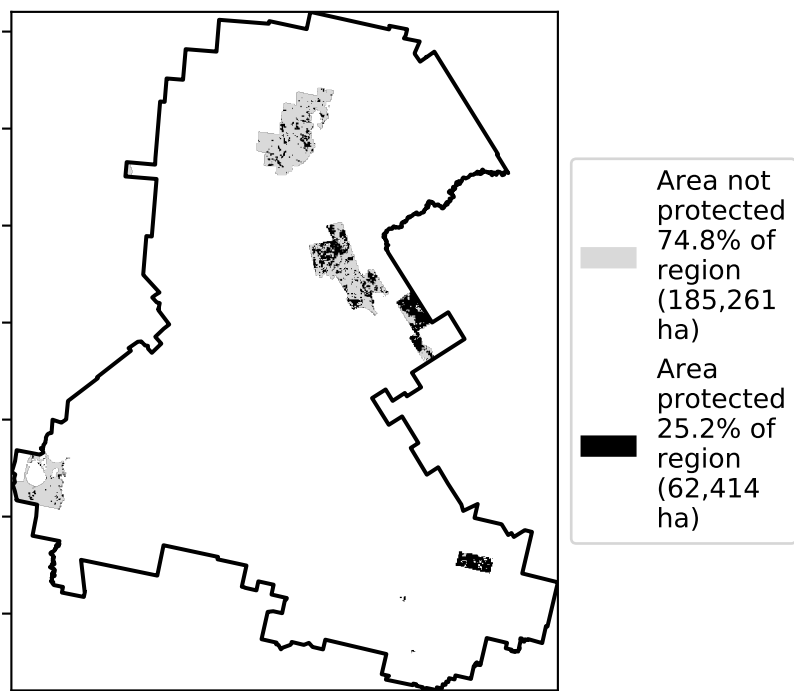 Area not
protected
74.8% of
region
(185,261
ha)
Area
protected
25.2% of
region
(62,414
ha)